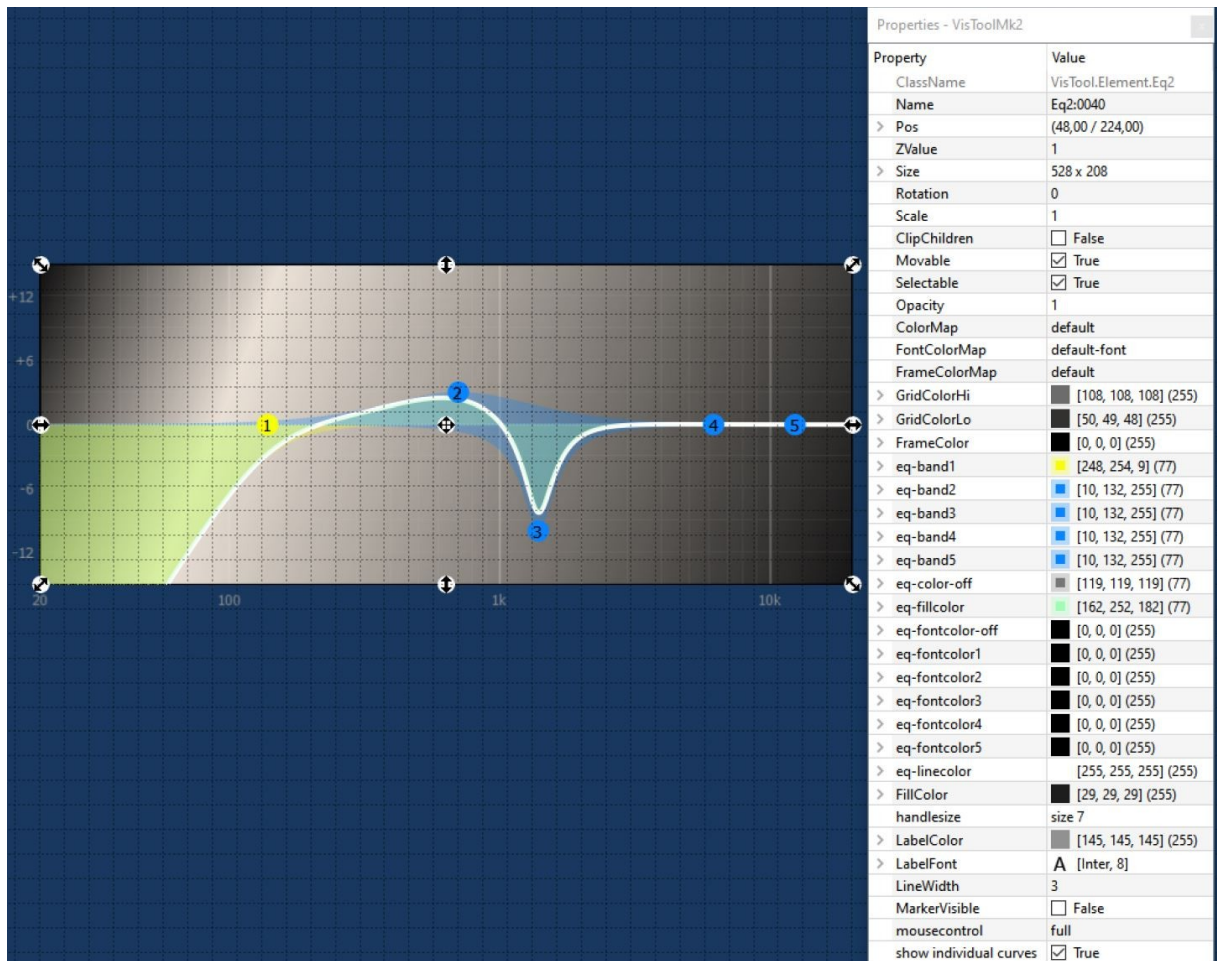 Properties - VisToolMk2
Property Value
ClassName VisTool.Element.Eq2
Name Eq2:0040
Pos (48,00 / 224,00)
ZValue 1
Size 528 x 208
Rotation 0
Scale 1
ClipChildren False
Movable True
Selectable True
Opacity 1
ColorMap default
FontColorMap default-font
FrameColorMap default
GridColorHi [108, 108, 108] (255)
GridColorLo [50, 49, 48] (255)
FrameColor [0, 0, 0] (255)
eq-band1 [248, 254, 9] (77)
eq-band2 [10, 132, 255] (77)
eq-band3 [10, 132, 255] (77)
eq-band4 [10, 132, 255] (77)
eq-band5 [10, 132, 255] (77)
eq-color-off [119, 119, 119] (77)
eq-fillcolor [162, 252, 182] (77)
eq-fontcolor-off [0, 0, 0] (255)
eq-fontcolor1 [0, 0, 0] (255)
eq-fontcolor2 [0, 0, 0] (255)
eq-fontcolor3 [0, 0, 0] (255)
eq-fontcolor4 [0, 0, 0] (255)
eq-fontcolor5 [0, 0, 0] (255)
eq-linecolor [255, 255, 255] (255)
FillColor [29, 29, 29] (255)
handlesize size 7
LabelColor [145, 145, 145] (255)
LabelFont A [Inter, 8]
LineWidth 3
MarkerVisible False
mousecontrol full
show individual curves True
+12
+6
0
-6
-12
20 100 1k 10k
1
2
3
4
5